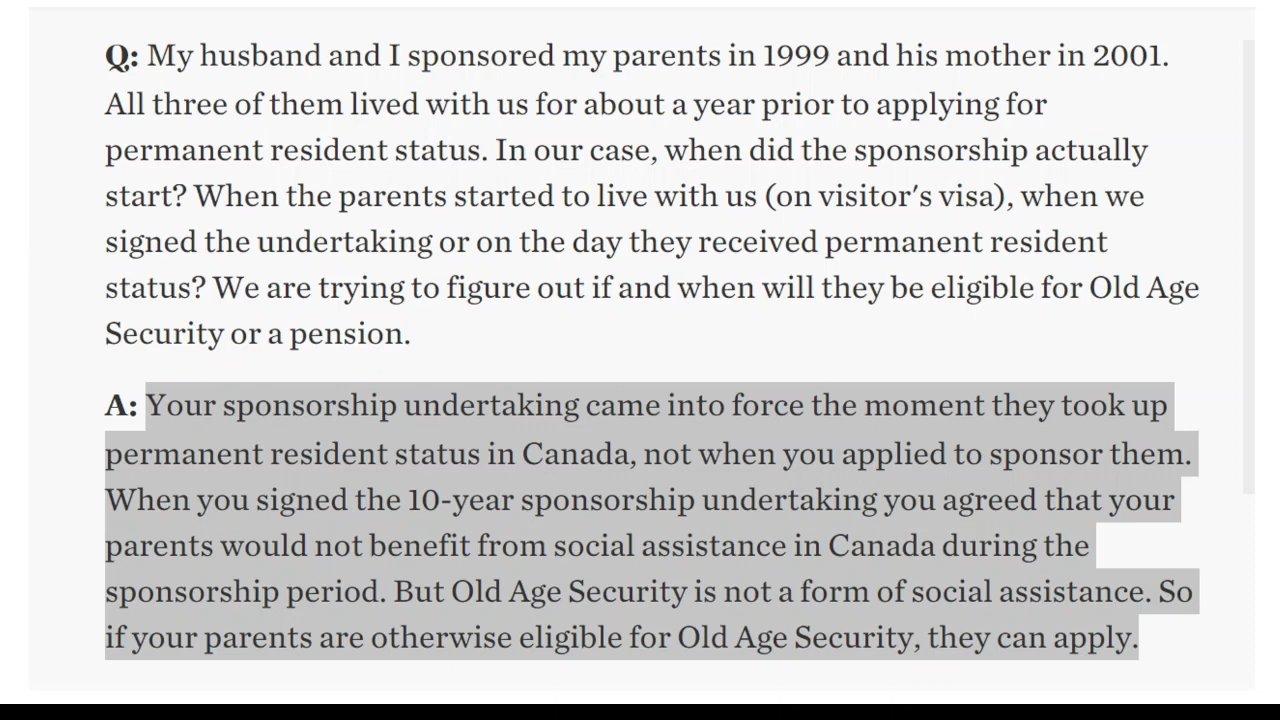 Q: My husband and I sponsored my parents in 1999 and his mother in 2001.
All three of them lived with us for about a year prior to applying for
permanent resident status. In our case, when did the sponsorship actually
start? When the parents started to live with us (on visitor's visa), when we
signed the undertaking or on the day they received permanent resident
status? We are trying to figure out if and when will they be eligible for Old Age
Security or a pension.
A: Your sponsorship undertaking came into force the moment they took up
permanent resident status in Canada, not when you applied to sponsor them.
When you signed the 10-year sponsorship undertaking you agreed that your
parents would not benefit from social assistance in Canada during the
sponsorship period. But Old Age Security is not a form of social assistance. So
if your parents are otherwise eligible for Old Age Security, they can apply.